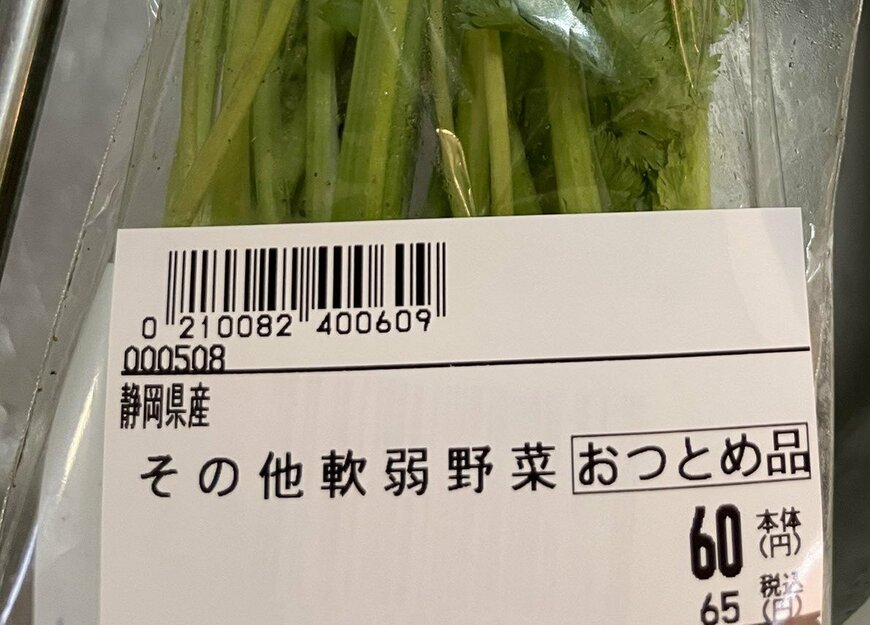 0 210082 400609
000508
静岡県産
その他軟弱野菜 おつとめ品
60 本体(円)
65 税込(円)